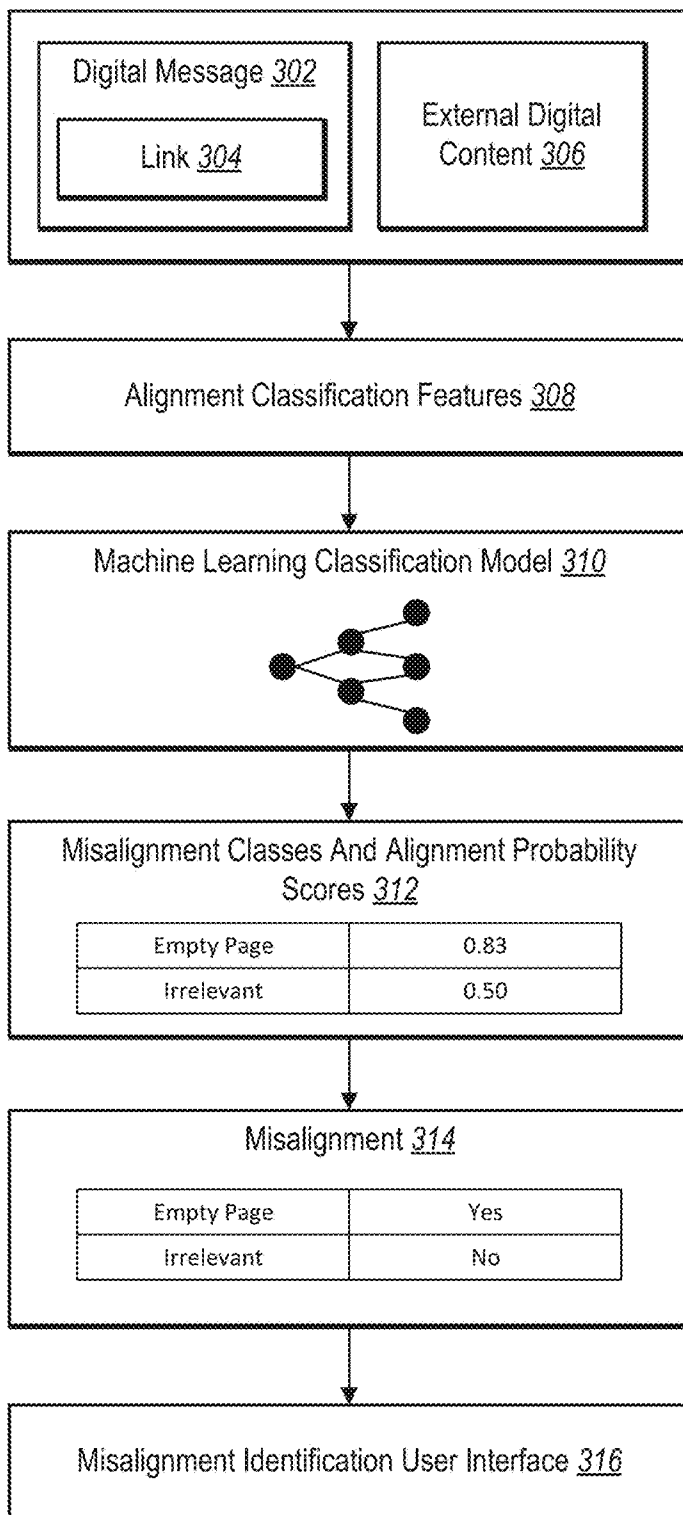 Digital Message 302
Link 304
External Digital
Content 306
Alignment Classification Features 308
Machine Learning Classification Model 310
Misalignment Classes And Alignment Probability
Scores 312
Empty Page 0.83
Irrelevant 0.50
Misalignment 314
Empty Page Yes
Irrelevant No
Misalignment Identification User Interface 316